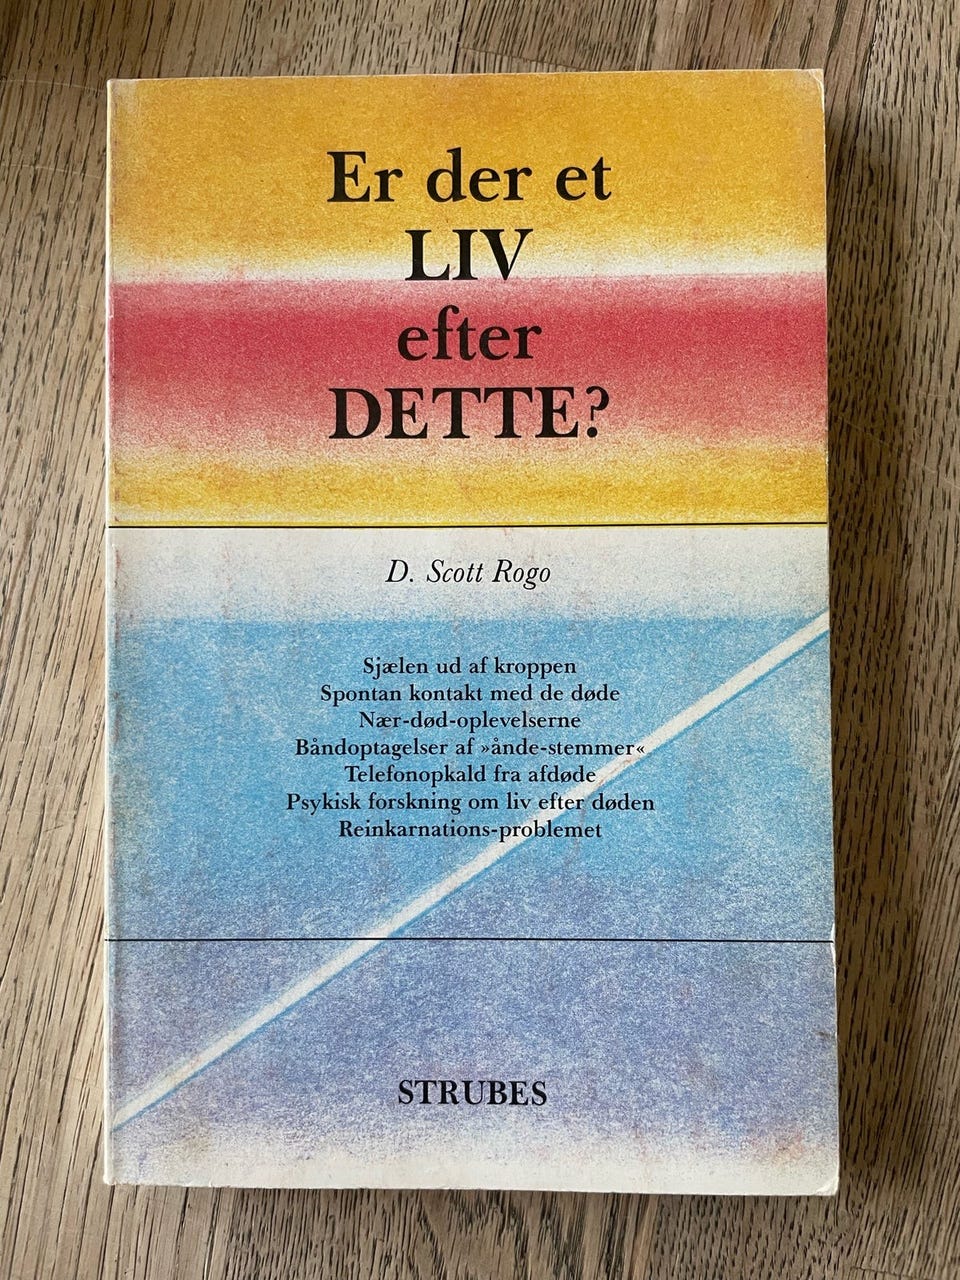 Er der et
LIV
efter
DETTE?
D. Scott Rogo
Sjælen ud af kroppen
Spontan kontakt med de døde
Nær-død-oplevelserne
Båndoptagelser af »ånde-stemmer«
Telefonopkald fra afdøde
Psykisk forskning om liv efter døden
Reinkarnations-problemet
STRUBES